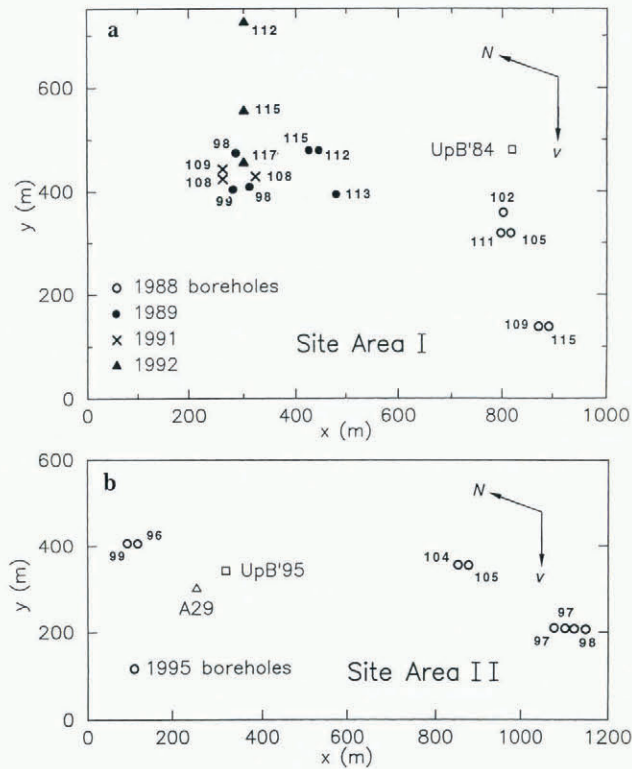 a
112
N
v
600
115
98
115
117
112
UpB'84
109
108
108
99
98
113
400
102
111
105
y (m)
1988 boreholes
1989
1991
1992
200
109
115
Site Area I
0
0
200
400
600
800
1000
x (m)
600
b
N
v
99
96
400
UpB'95
A29
104
105
97
97
98
y (m)
200
1995 boreholes
Site Area II
0
0
200
400
600
800
1000
1200
x (m)